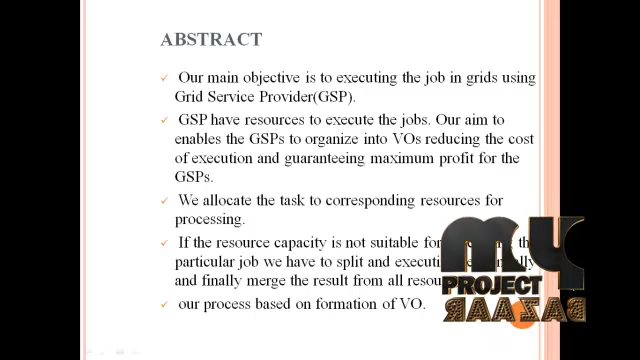 ABSTRACT
Our main objective is to executing the job in grids using
Grid Service Provider(GSP).
GSP have resources to execute the jobs. Our aim to
enables the GSPs to organize into VOs reducing the cost
of execution and guaranteeing maximum profit for the
GSPs.
We allocate the task to corresponding resources for
processing.
If the resource capacity is not suitable for
particular job we have to split and
and finally merge the result from all
our process based on formation of VO.
MY
PROJECT
BAZAAR